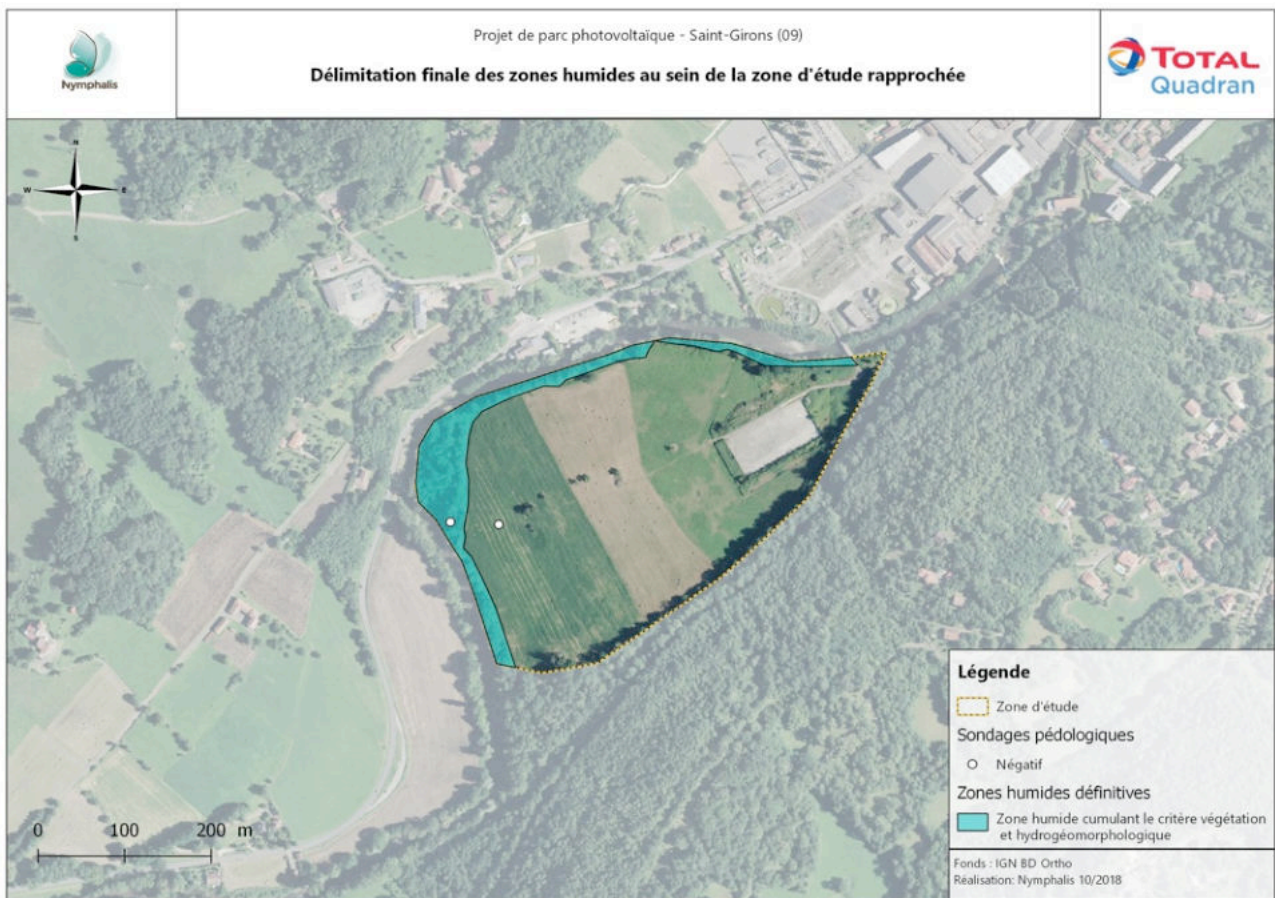 Nymphalis
Projet de parc photovoltaïque - Saint-Girons (09)
Délimitation finale des zones humides au sein de la zone d'étude rapprochée
TOTAL
Quadran
N
W
E
S
0 100 200 m
Légende
Zone d'étude
Sondages pédologiques
Négatif
Zones humides définitives
Zone humide cumulant le critère végétation
et hydrogéomorphologique
Fonds : IGN BD Ortho
Réalisation: Nymphalis 10/2018